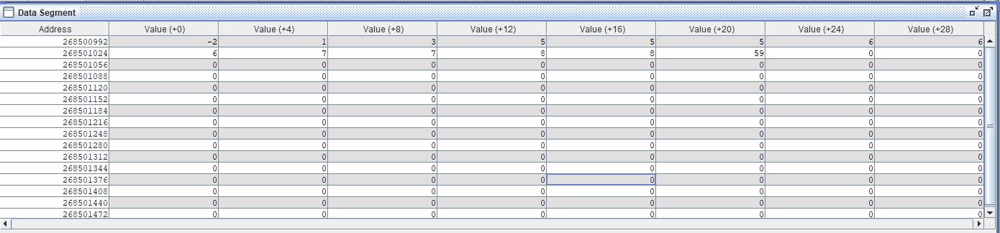 Data Segment
Address Value (+0) Value (+4) Value (+8) Value (+12) Value (+16) Value (+20) Value (+24) Value (+28)
268500992 -2 1 3 5 5 5 6 6
268501024 6 7 7 8 8 59 0 0
268501056 0 0 0 0 0 0 0 0
268501088 0 0 0 0 0 0 0 0
268501120 0 0 0 0 0 0 0 0
268501152 0 0 0 0 0 0 0 0
268501184 0 0 0 0 0 0 0 0
268501216 0 0 0 0 0 0 0 0
268501248 0 0 0 0 0 0 0 0
268501280 0 0 0 0 0 0 0 0
268501312 0 0 0 0 0 0 0 0
268501344 0 0 0 0 0 0 0 0
268501376 0 0 0 0 0 0 0 0
268501408 0 0 0 0 0 0 0 0
268501440 0 0 0 0 0 0 0 0
268501472 0 0 0 0 0 0 0 0